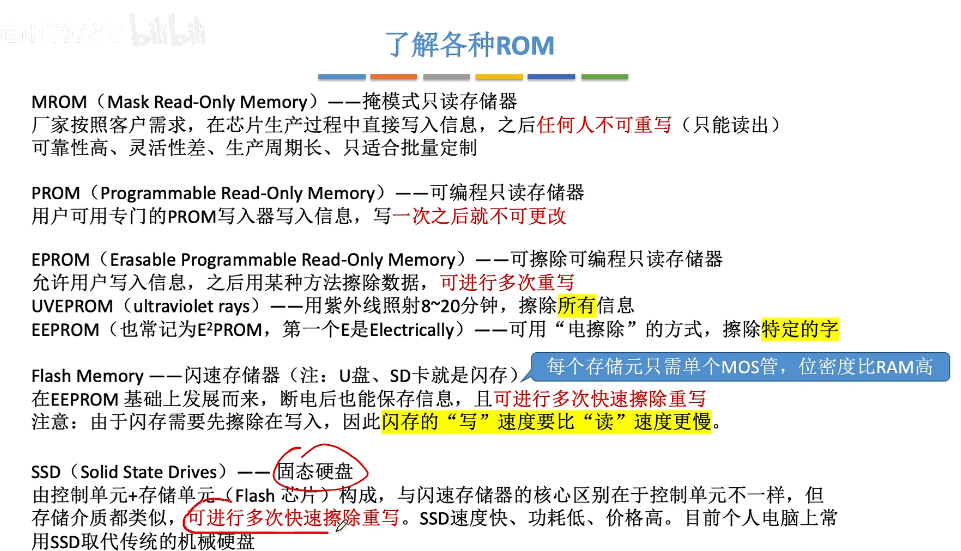 bilibili
了解各种ROM
MROM（Mask Read-Only Memory）——掩模式只读存储器
厂家按照客户需求，在芯片生产过程中直接写入信息，之后任何人不可重写（只能读出）
可靠性高、灵活性差、生产周期长、只适合批量定制
PROM（Programmable Read-Only Memory）——可编程只读存储器
用户可用专门的PROM写入器写入信息，写一次之后就不可更改
EPROM（Erasable Programmable Read-Only Memory）——可擦除可编程只读存储器
允许用户写入信息，之后用某种方法擦除数据，可进行多次重写
UVEPROM（ultraviolet rays）——用紫外线照射8~20分钟，擦除所有信息
EEPROM（也常记为E²PROM，第一个E是Electrically）——可用“电擦除”的方式，擦除特定的字
每个存储元只需单个MOS管，位密度比RAM高
Flash Memory ——闪速存储器（注：U盘、SD卡就是闪存）
在EEPROM 基础上发展而来，断电后也能保存信息，且可进行多次快速擦除重写
注意：由于闪存需要先擦除在写入，因此闪存的“写”速度要比“读”速度更慢。
SSD（Solid State Drives）—— 固态硬盘
由控制单元+存储单元（Flash 芯片）构成，与闪速存储器的核心区别在于控制单元不一样，但
存储介质都类似，可进行多次快速擦除重写。SSD速度快、功耗低、价格高。目前个人电脑上常
用SSD取代传统的机械硬盘